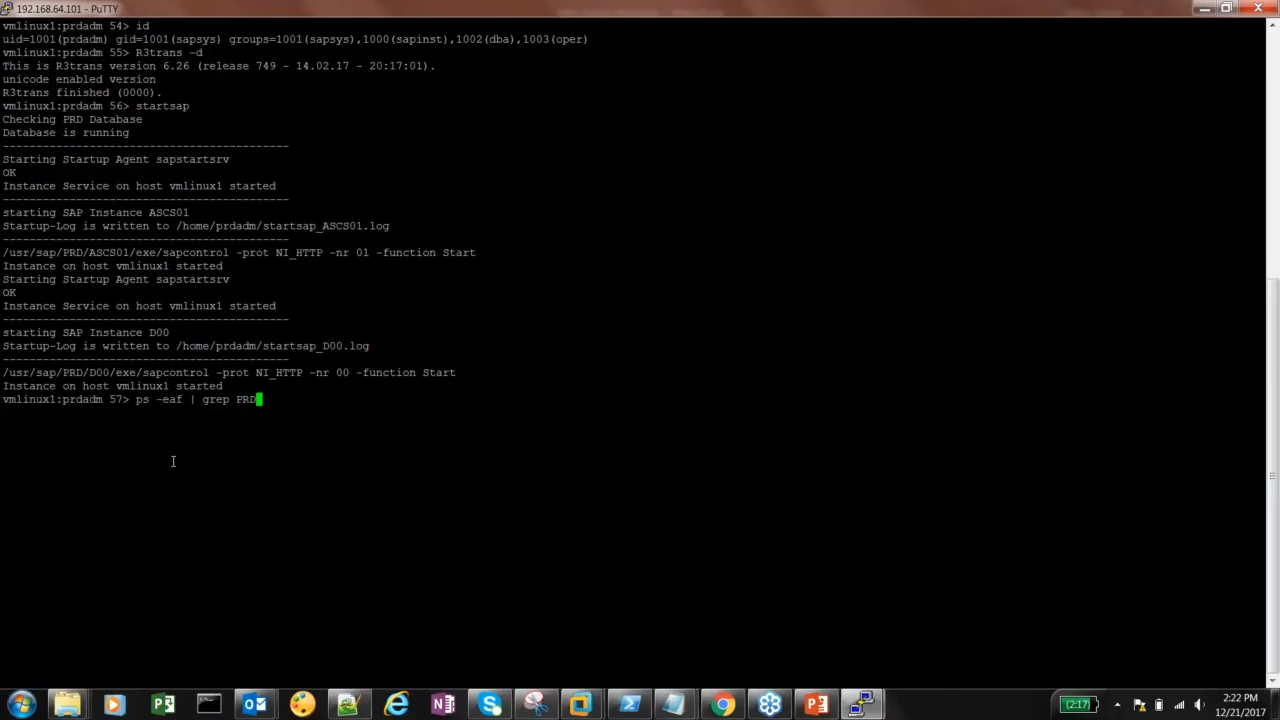 192.168.64.101 - PuTTY
vmlinux1:prdadm 54> id
uid=1001(prdadm) gid=1001(sapsys) groups=1001(sapsys),1000(sapinst),1002(dba),1003(oper)
vmlinux1:prdadm 55> R3trans -d
This is R3trans version 6.26 (release 749 - 14.02.17 - 20:17:01).
unicode enabled version
R3trans finished (0000).
vmlinux1:prdadm 56> startsap
Checking PRD Database
Database is running
-------------------------------------------
Starting Startup Agent sapstartsrv
OK
Instance Service on host vmlinux1 started
-------------------------------------------
starting SAP Instance ASCS01
Startup-Log is written to /home/prdadm/startsap_ASCS01.log
-------------------------------------------
/usr/sap/PRD/ASCS01/exe/sapcontrol -prot NI_HTTP -nr 01 -function Start
Instance on host vmlinux1 started
Starting Startup Agent sapstartsrv
OK
Instance Service on host vmlinux1 started
-------------------------------------------
starting SAP Instance D00
Startup-Log is written to /home/prdadm/startsap_D00.log
-------------------------------------------
/usr/sap/PRD/D00/exe/sapcontrol -prot NI_HTTP -nr 00 -function Start
Instance on host vmlinux1 started
vmlinux1:prdadm 57> ps -eaf | grep PRD
(2:17)
2:22 PM
12/21/2017